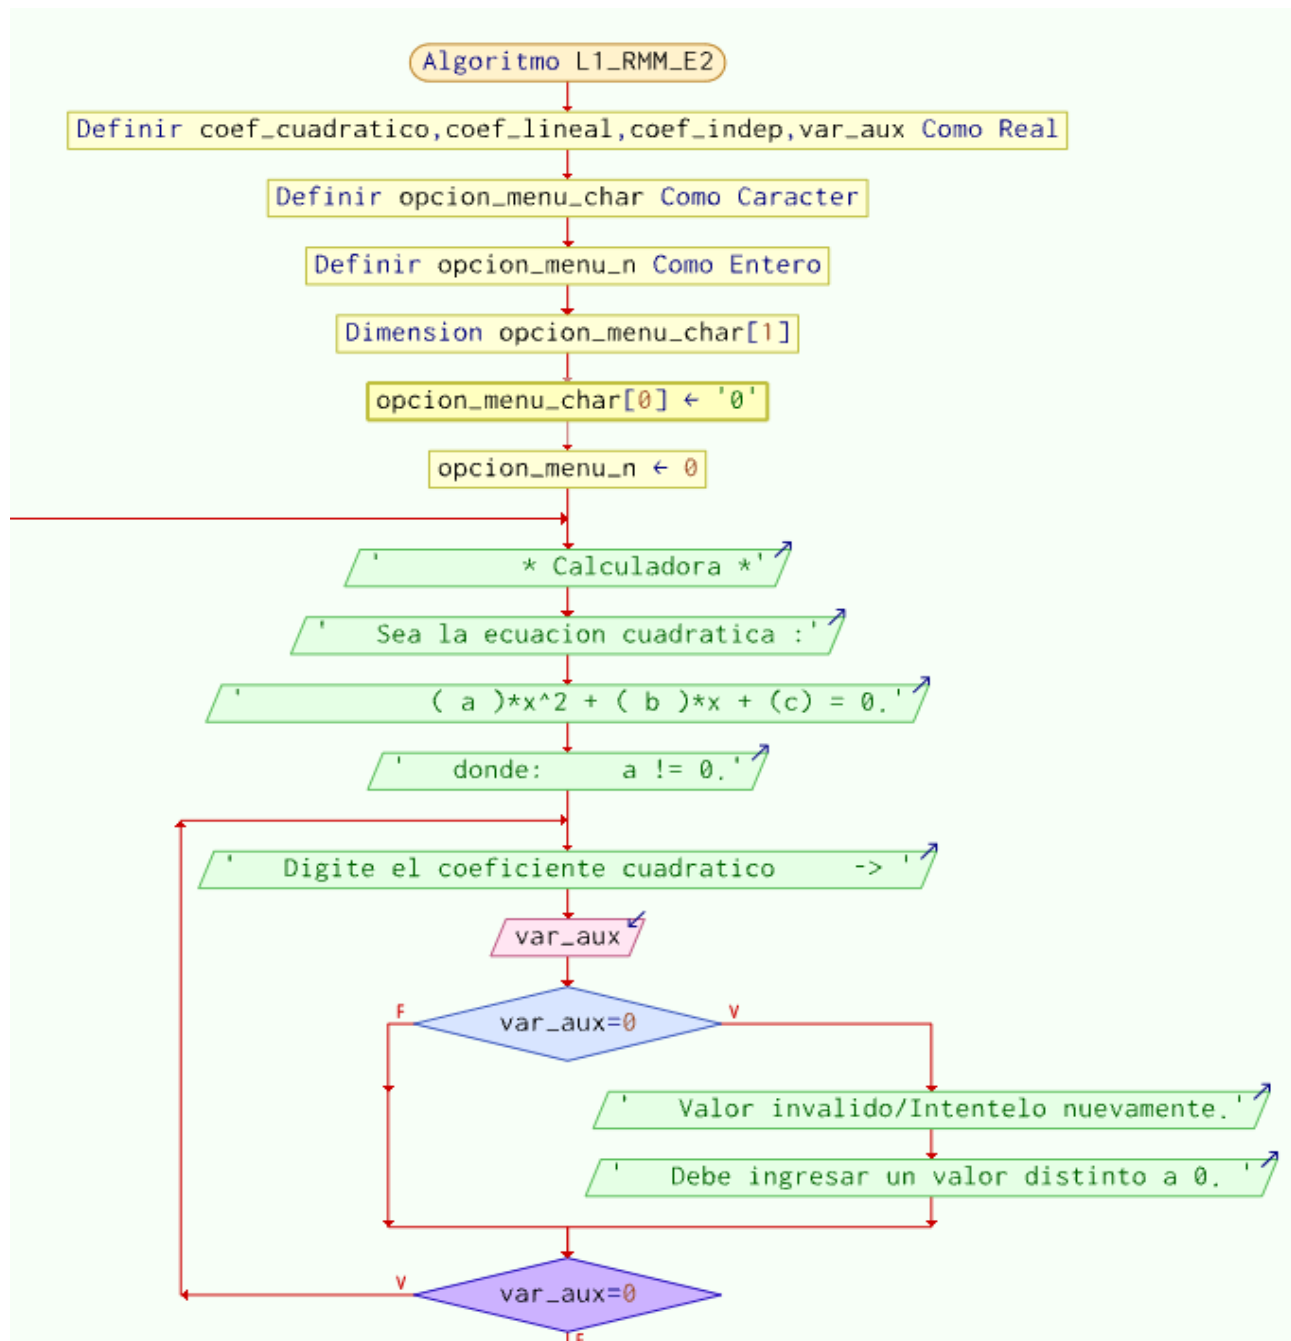 Algoritmo L1_RMM_E2
Definir coef_cuadratico,coef_lineal,coef_indep,var_aux Como Real
Definir opcion_menu_char Como Caracter
Definir opcion_menu_n Como Entero
Dimension opcion_menu_char[1]
opcion_menu_char[0] ← '0'
opcion_menu_n ← 0
'         * Calculadora *'
'   Sea la ecuacion cuadratica :'
'            ( a )*x^2 + ( b )*x + (c) = 0.'
'   donde:     a != 0.'
'   Digite el coeficiente cuadratico     -> '
var_aux
F
var_aux=0
V
'   Valor invalido/Intentelo nuevamente.'
'   Debe ingresar un valor distinto a 0. '
V
var_aux=0
F